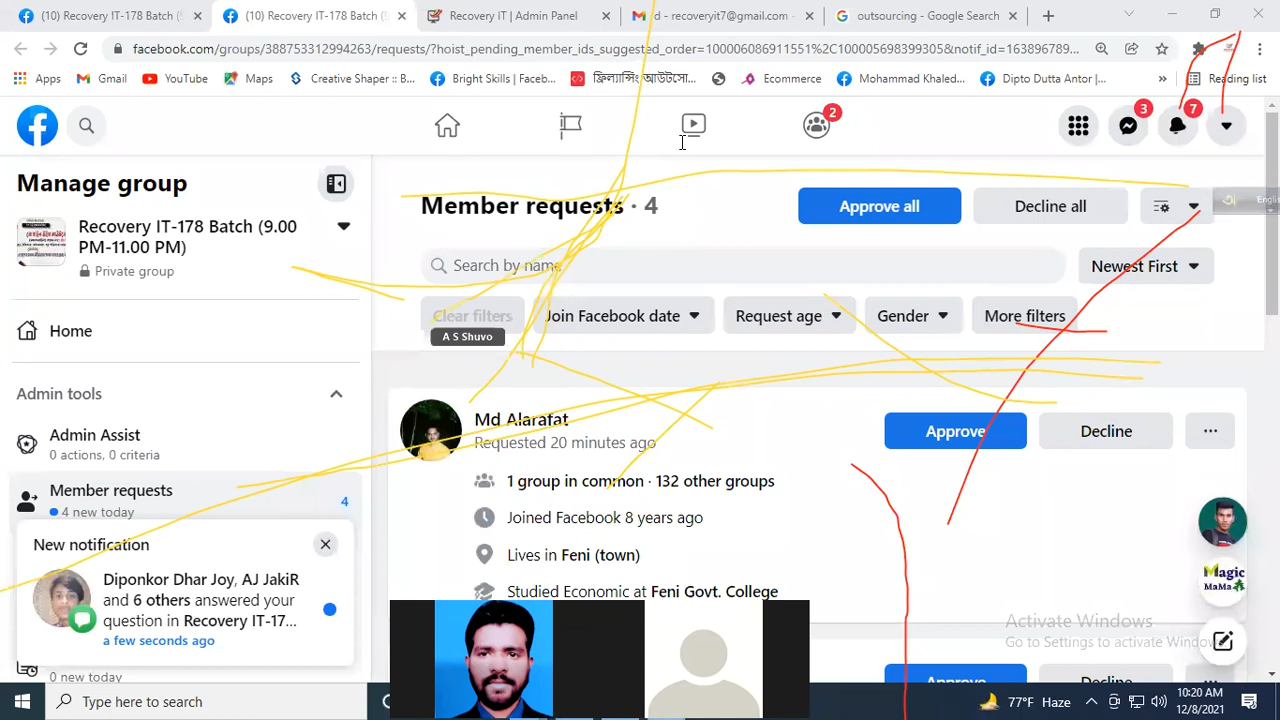 (10) Recovery IT-178 Batch (
(10) Recovery IT-178 Batch (9.
Recovery IT | Admin Panel
d - recoveryit7@gmail.com -
outsourcing - Google Search
facebook.com/groups/388753312994263/requests/?hoist_pending_member_ids_suggested_order=100006086911551%2C100005698399305&notif_id=163896789...
Apps
Gmail
YouTube
Maps
Creative Shaper :: B...
Bright Skills | Faceb...
ফ্রিল্যান্সিং আউটসো...
Ecommerce
Mohammad Khaled...
Dipto Dutta Antor |...
»
Reading list
2
3
7
Manage group
Member requests · 4
Approve all
Decline all
Englis
Recovery IT-178 Batch (9.00 PM-11.00 PM)
Private group
Search by name
Newest First
Clear filters
Join Facebook date
Request age
Gender
More filters
A S Shuvo
Home
Admin tools
Admin Assist
0 actions, 0 criteria
Member requests
4 new today
4
Md Alarafat
Requested 20 minutes ago
Approve
Decline
...
1 group in common · 132 other groups
Joined Facebook 8 years ago
Lives in Feni (town)
Studied Economic at Feni Govt. College
New notification
Diponkor Dhar Joy, AJ JakiR
and 6 others answered your
question in Recovery IT-17...
a few seconds ago
0 new today
Magic
MaMa
Activate Windows
Go to Settings to activate Windows.
Approve
Decline
Type here to search
77°F Haze
10:20 AM
12/8/2021